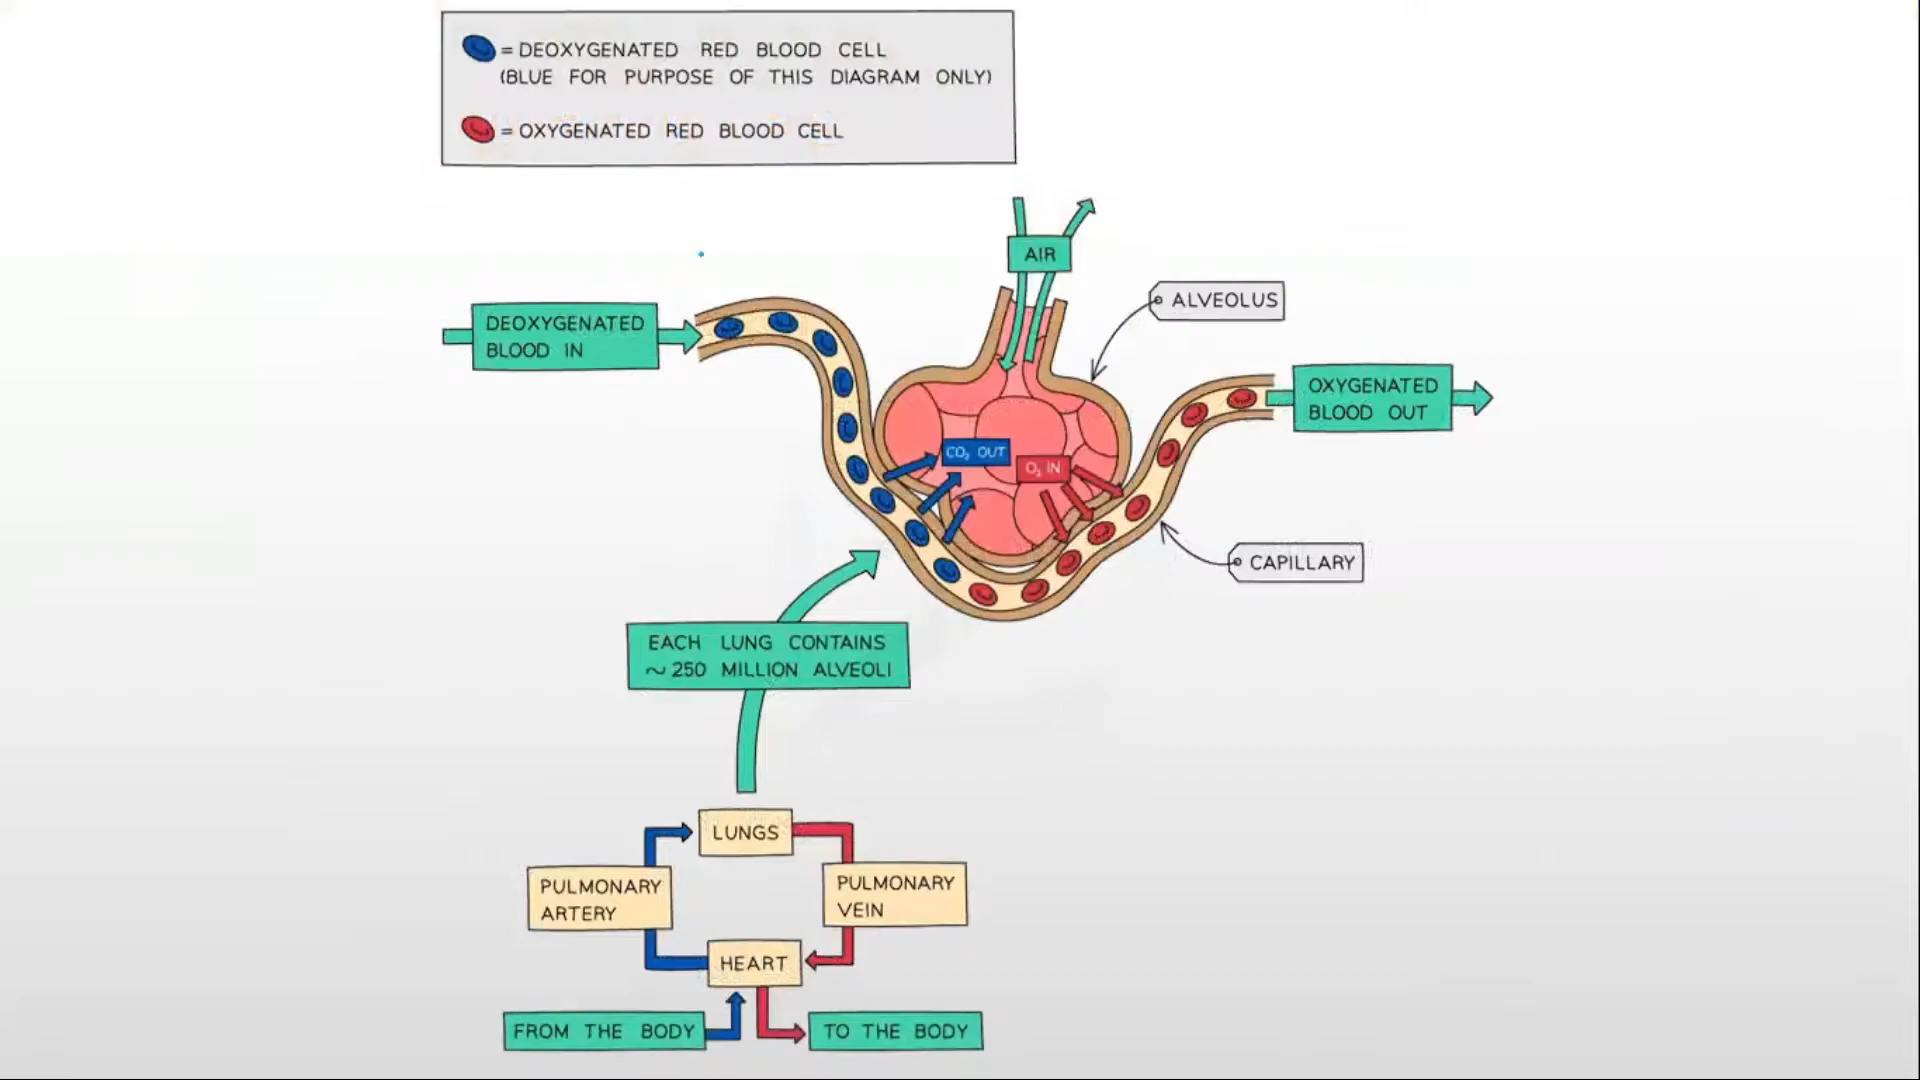 = DEOXYGENATED RED BLOOD CELL
(BLUE FOR PURPOSE OF THIS DIAGRAM ONLY)
= OXYGENATED RED BLOOD CELL
AIR
ALVEOLUS
DEOXYGENATED
BLOOD IN
OXYGENATED
BLOOD OUT
CO₂ OUT
O₂ IN
CAPILLARY
EACH LUNG CONTAINS
~250 MILLION ALVEOLI
LUNGS
PULMONARY
ARTERY
PULMONARY
VEIN
HEART
FROM THE BODY
TO THE BODY